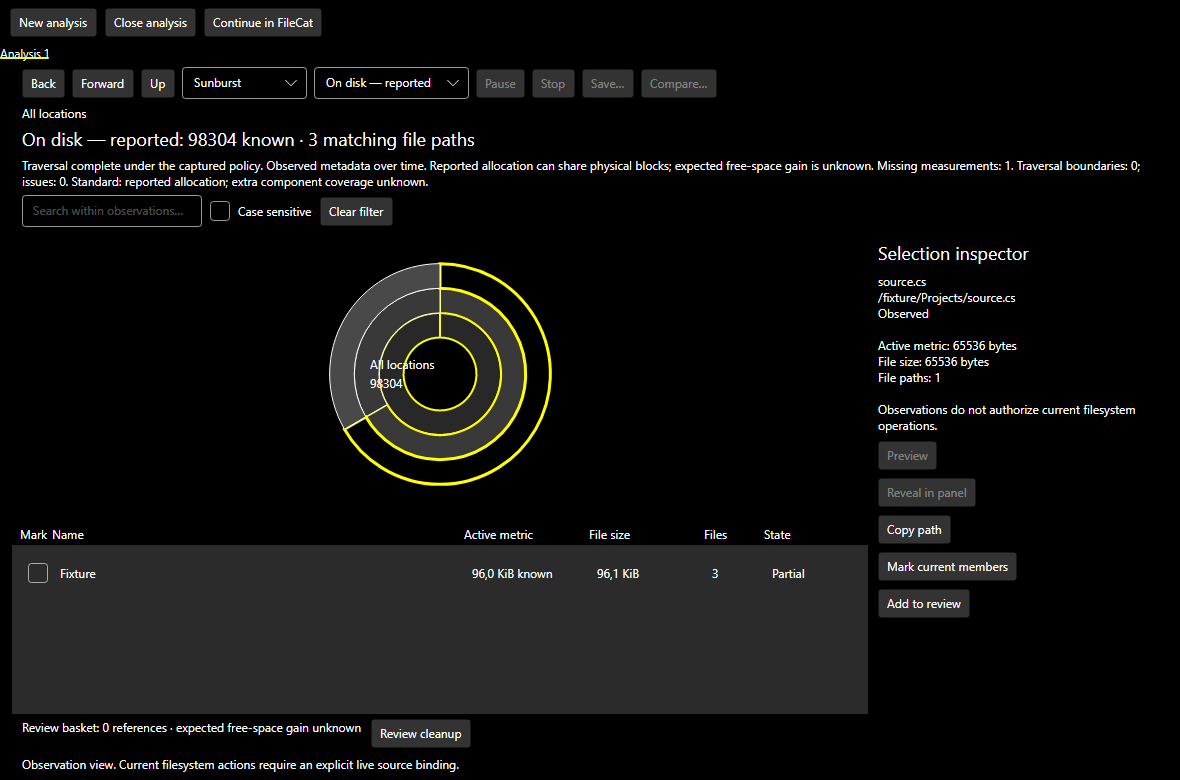 New analysis Close analysis Continue in FileCat
Analysis 1
Back Forward Up Sunburst On disk — reported Pause Stop Save... Compare...
All locations
On disk — reported: 98304 known · 3 matching file paths
Traversal complete under the captured policy. Observed metadata over time. Reported allocation can share physical blocks; expected free-space gain is unknown. Missing measurements: 1. Traversal boundaries: 0;
issues: 0. Standard: reported allocation; extra component coverage unknown.
Search within observations... Case sensitive Clear filter
All locations
98304
Selection inspector
source.cs
/fixture/Projects/source.cs
Observed
Active metric: 65536 bytes
File size: 65536 bytes
File paths: 1
Observations do not authorize current filesystem
operations.
Preview
Reveal in panel
Copy path
Mark current members
Add to review
Mark Name Active metric File size Files State
Fixture 96,0 KiB known 96,1 KiB 3 Partial
Review basket: 0 references · expected free-space gain unknown Review cleanup
Observation view. Current filesystem actions require an explicit live source binding.